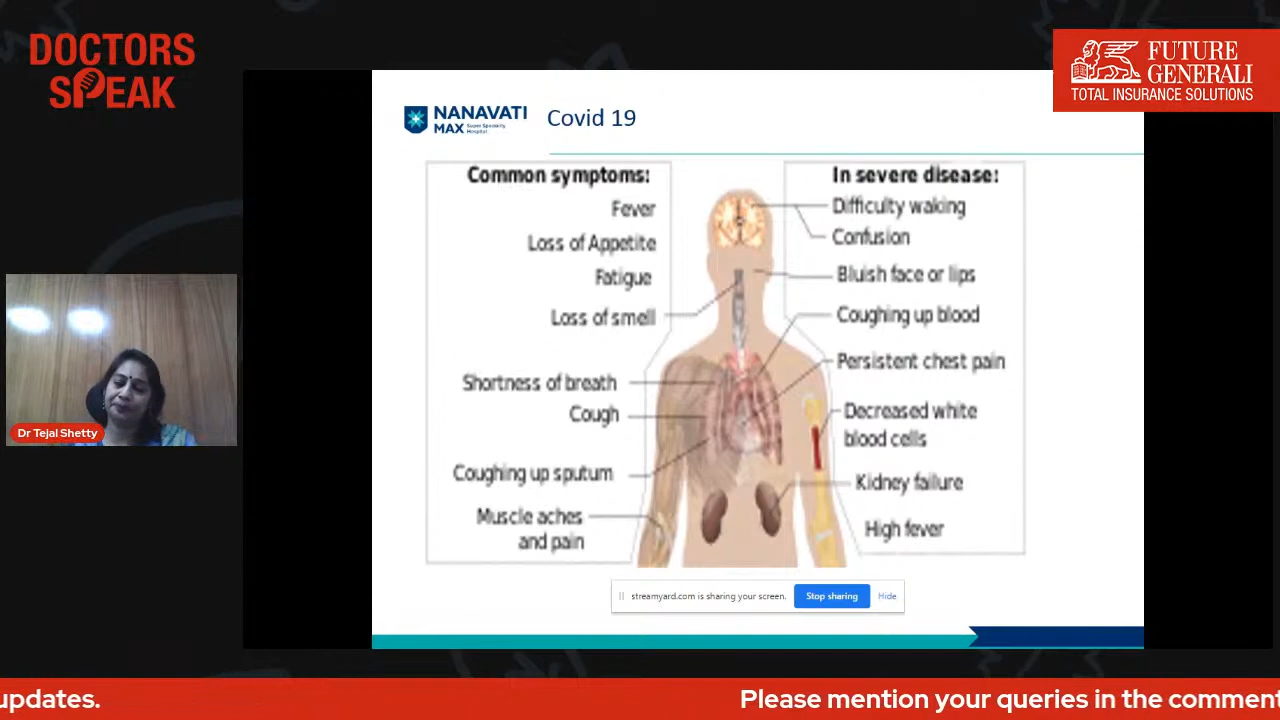 DOCTORS
SPEAK
FUTURE
GENERALI
TOTAL INSURANCE SOLUTIONS
NANAVATI
MAX Super Speciality
Hospital
Covid 19
Common symptoms:
Fever
Loss of Appetite
Fatigue
Loss of smell
Shortness of breath
Cough
Coughing up sputum
Muscle aches
and pain
In severe disease:
Difficulty waking
Confusion
Bluish face or lips
Coughing up blood
Persistent chest pain
Decreased white
blood cells
Kidney failure
High fever
Dr Tejal Shetty
streamyard.com is sharing your screen.
Stop sharing
Hide
updates.
Please mention your queries in the comment